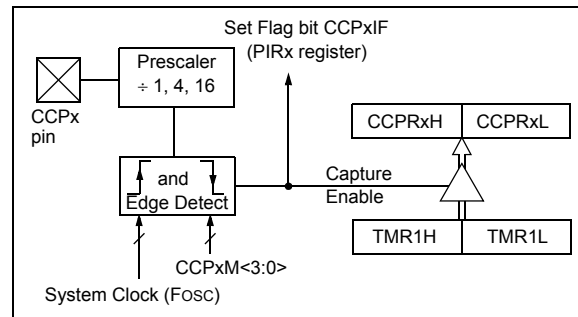 Set Flag bit CCPxIF
(PIRx register)
Prescaler
÷ 1, 4, 16
CCPx
pin
CCPRxH CCPRxL
and
Edge Detect
Capture
Enable
TMR1H TMR1L
CCPxM<3:0>
System Clock (FOSC)